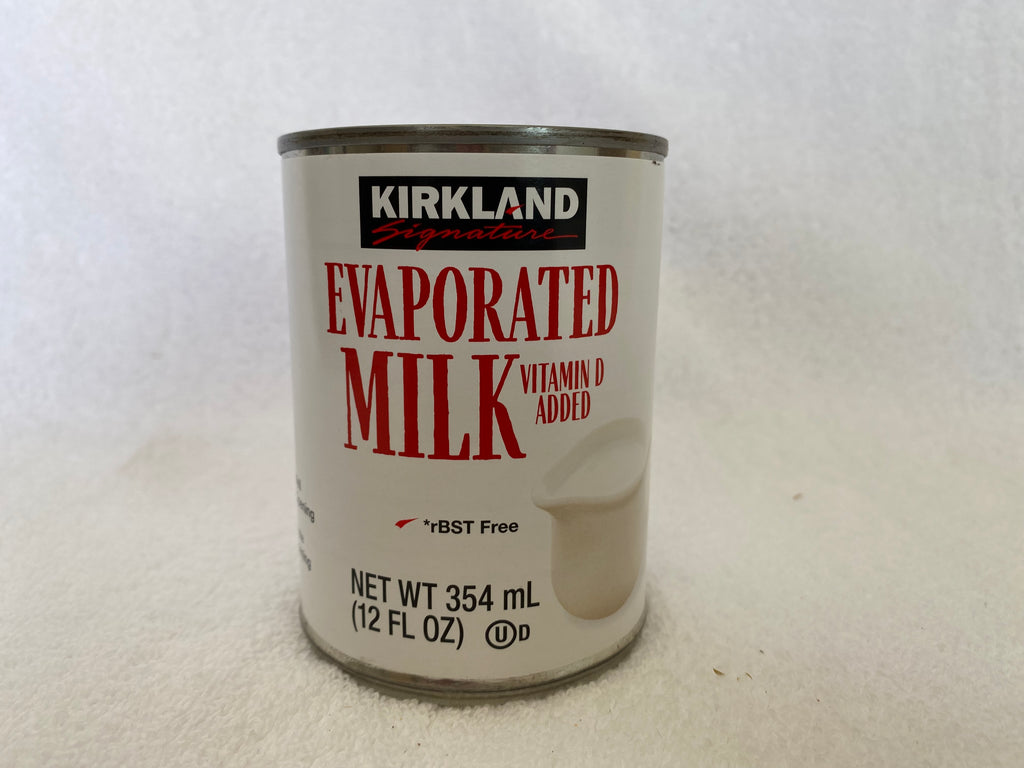 KIRKLAND
Signature
EVAPORATED
MILK
VITAMIN D
ADDED
*rBST Free
NET WT 354 mL
(12 FL OZ) U D